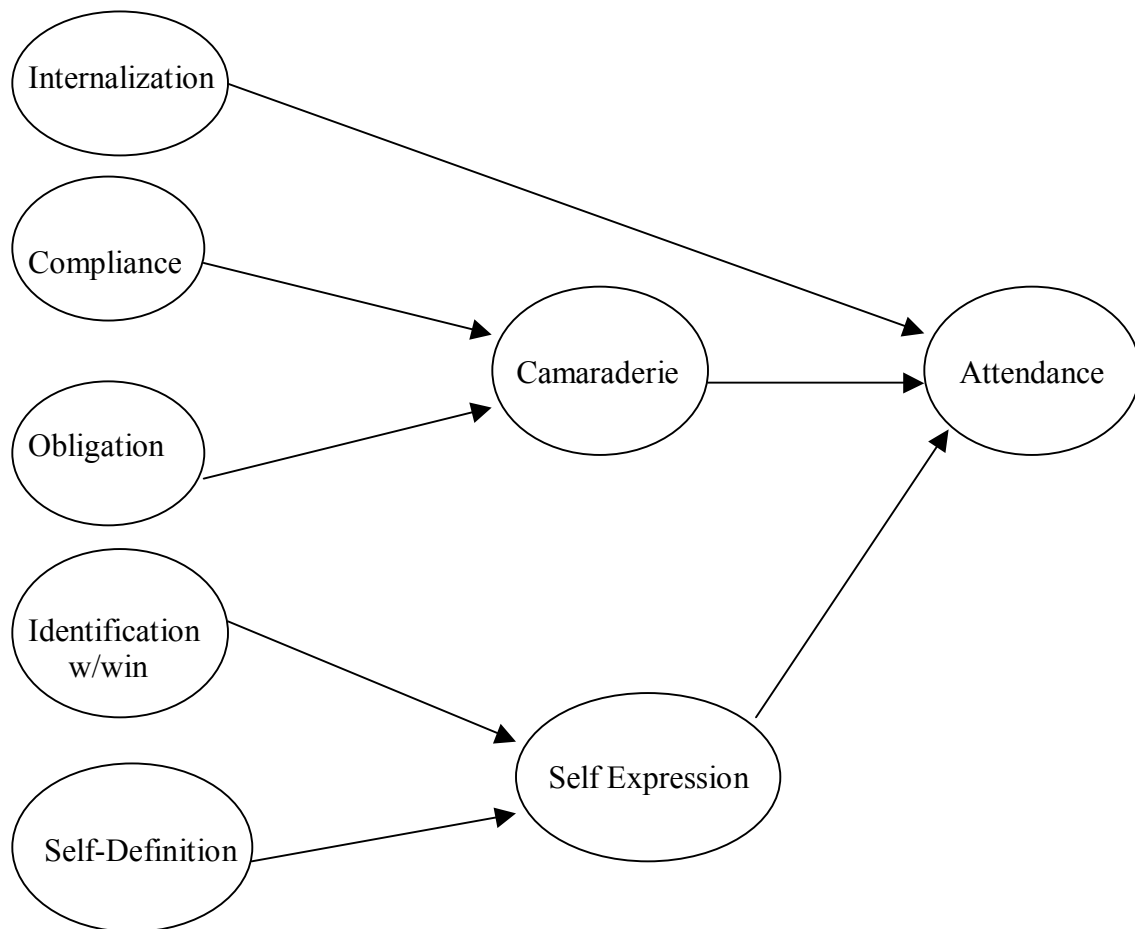 Internalization
Compliance
Camaraderie
Attendance
Obligation
Identification
w/win
Self Expression
Self-Definition